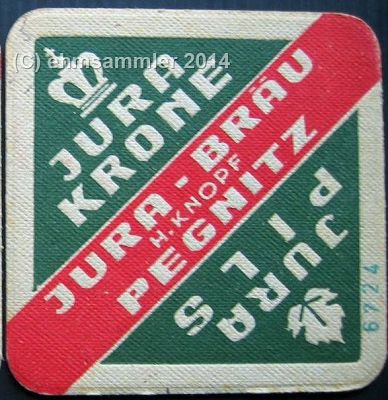 (C) ehmsammler 2014
JURA
KRONE
JURA-BRÄU
H. KNOPF
PEGNITZ
JURA
PILS
6724